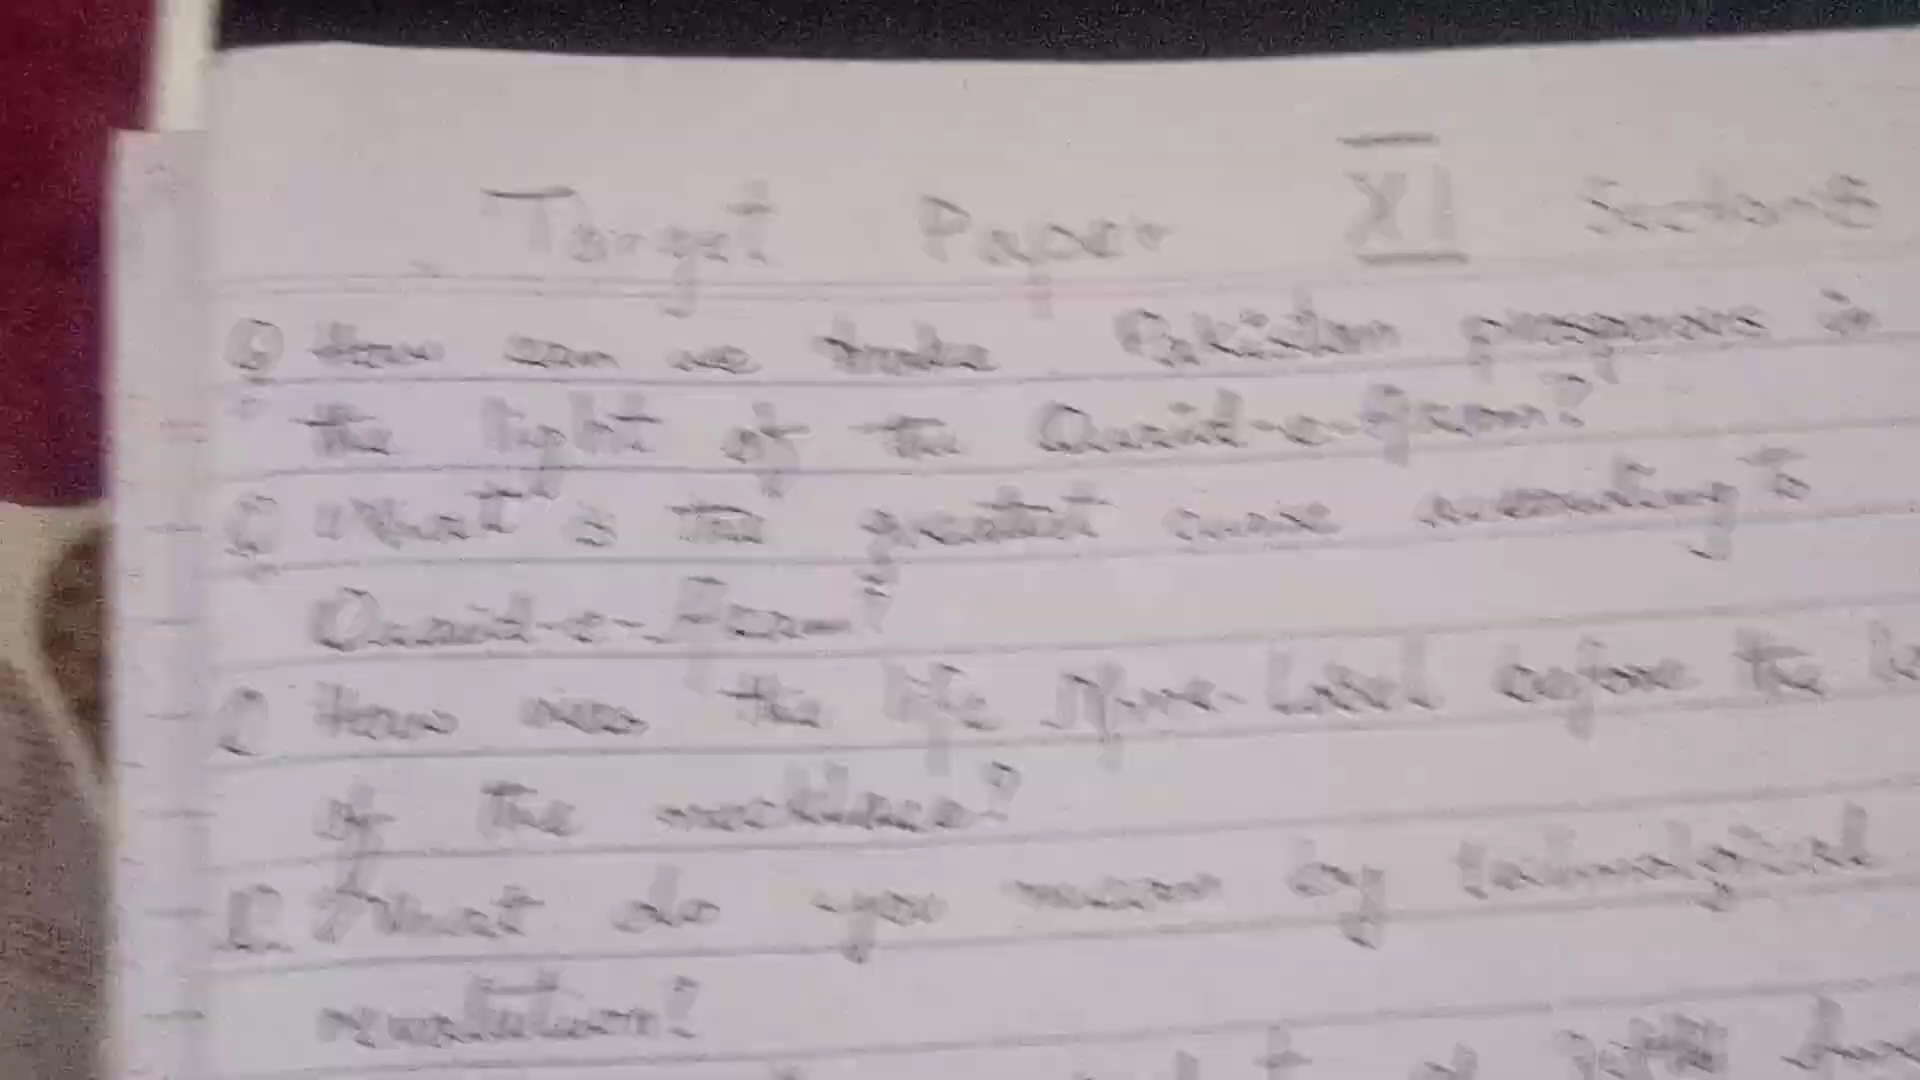 Target Paper XI Section B
Q How can we make Pakistan prosperous in
the light of the Quaid-e-Azam?
Q What is the greatest curse according to
Quaid-e-Azam?
Q How was the life before the
of the machines?
Q What do you mean by technological
revolution?